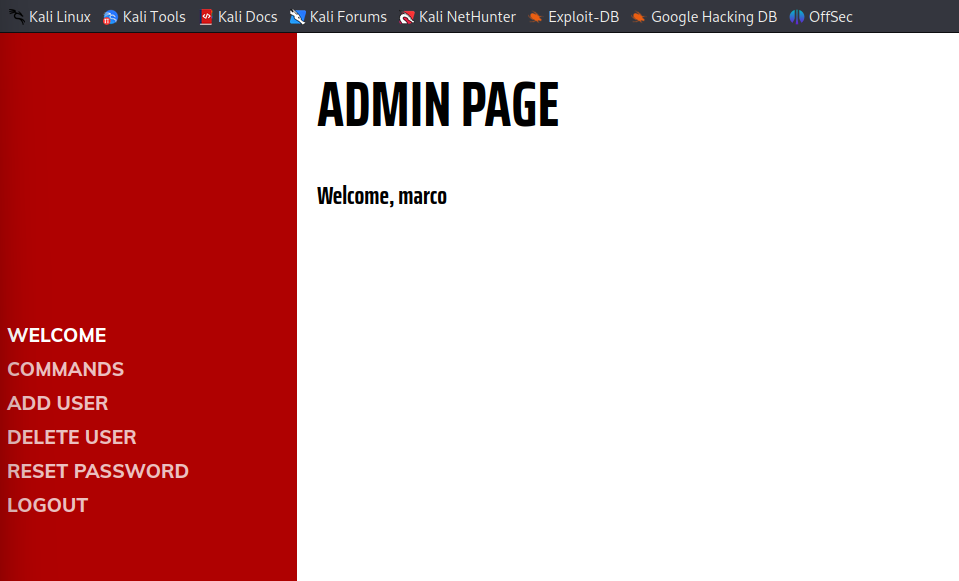 Kali Linux Kali Tools Kali Docs Kali Forums Kali NetHunter Exploit-DB Google Hacking DB OffSec
ADMIN PAGE
Welcome, marco
WELCOME
COMMANDS
ADD USER
DELETE USER
RESET PASSWORD
LOGOUT